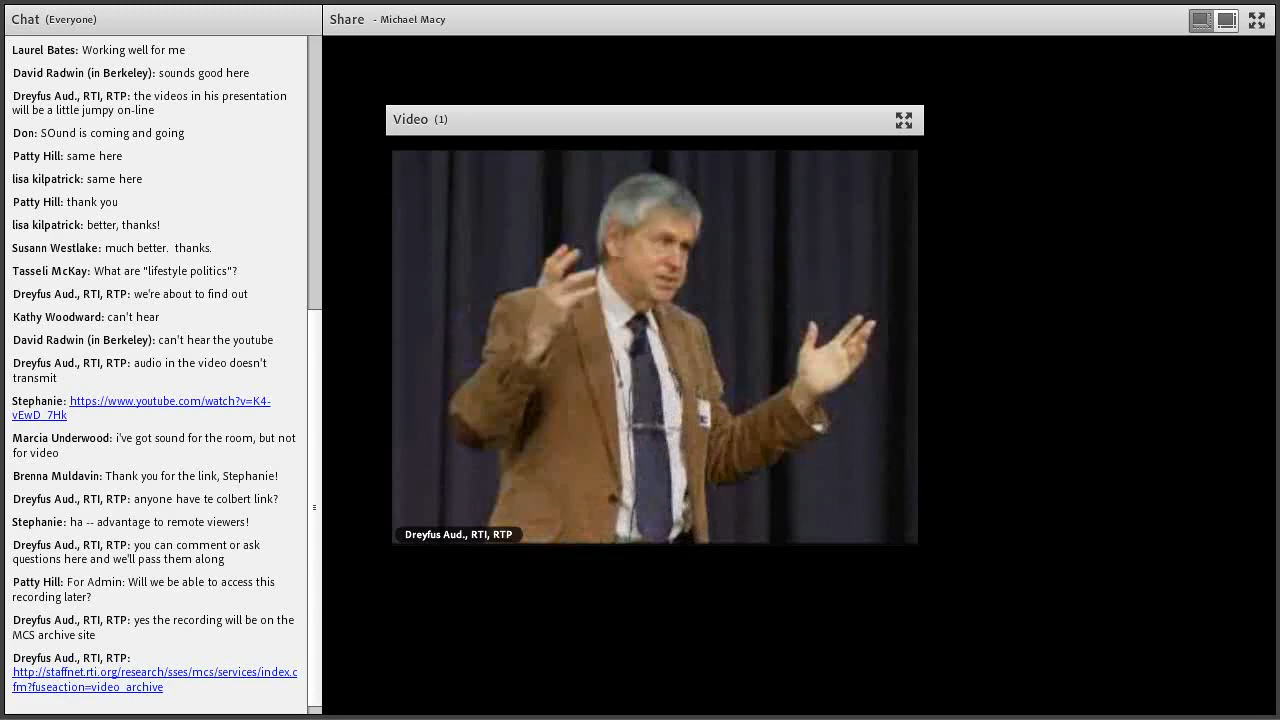 Chat (Everyone)
Share - Michael Macy
Laurel Bates: Working well for me
David Radwin (in Berkeley): sounds good here
Dreyfus Aud., RTI, RTP: the videos in his presentation
will be a little jumpy on-line
Don: SOund is coming and going
Patty Hill: same here
lisa kilpatrick: same here
Patty Hill: thank you
lisa kilpatrick: better, thanks!
Susann Westlake: much better. thanks.
Tasseli McKay: What are "lifestyle politics"?
Dreyfus Aud., RTI, RTP: we're about to find out
Kathy Woodward: can't hear
David Radwin (in Berkeley): can't hear the youtube
Dreyfus Aud., RTI, RTP: audio in the video doesn't
transmit
Stephanie: https://www.youtube.com/watch?v=K4-
vEwD_7Hk
Marcia Underwood: i've got sound for the room, but not
for video
Brenna Muldavin: Thank you for the link, Stephanie!
Dreyfus Aud., RTI, RTP: anyone have te colbert link?
Stephanie: ha -- advantage to remote viewers!
Dreyfus Aud., RTI, RTP: you can comment or ask
questions here and we'll pass them along
Patty Hill: For Admin: Will we be able to access this
recording later?
Dreyfus Aud., RTI, RTP: yes the recording will be on the
MCS archive site
Dreyfus Aud., RTI, RTP:
http://staffnet.rti.org/research/sses/mcs/services/index.c
fm?fuseaction=video_archive
Video (1)
Dreyfus Aud., RTI, RTP